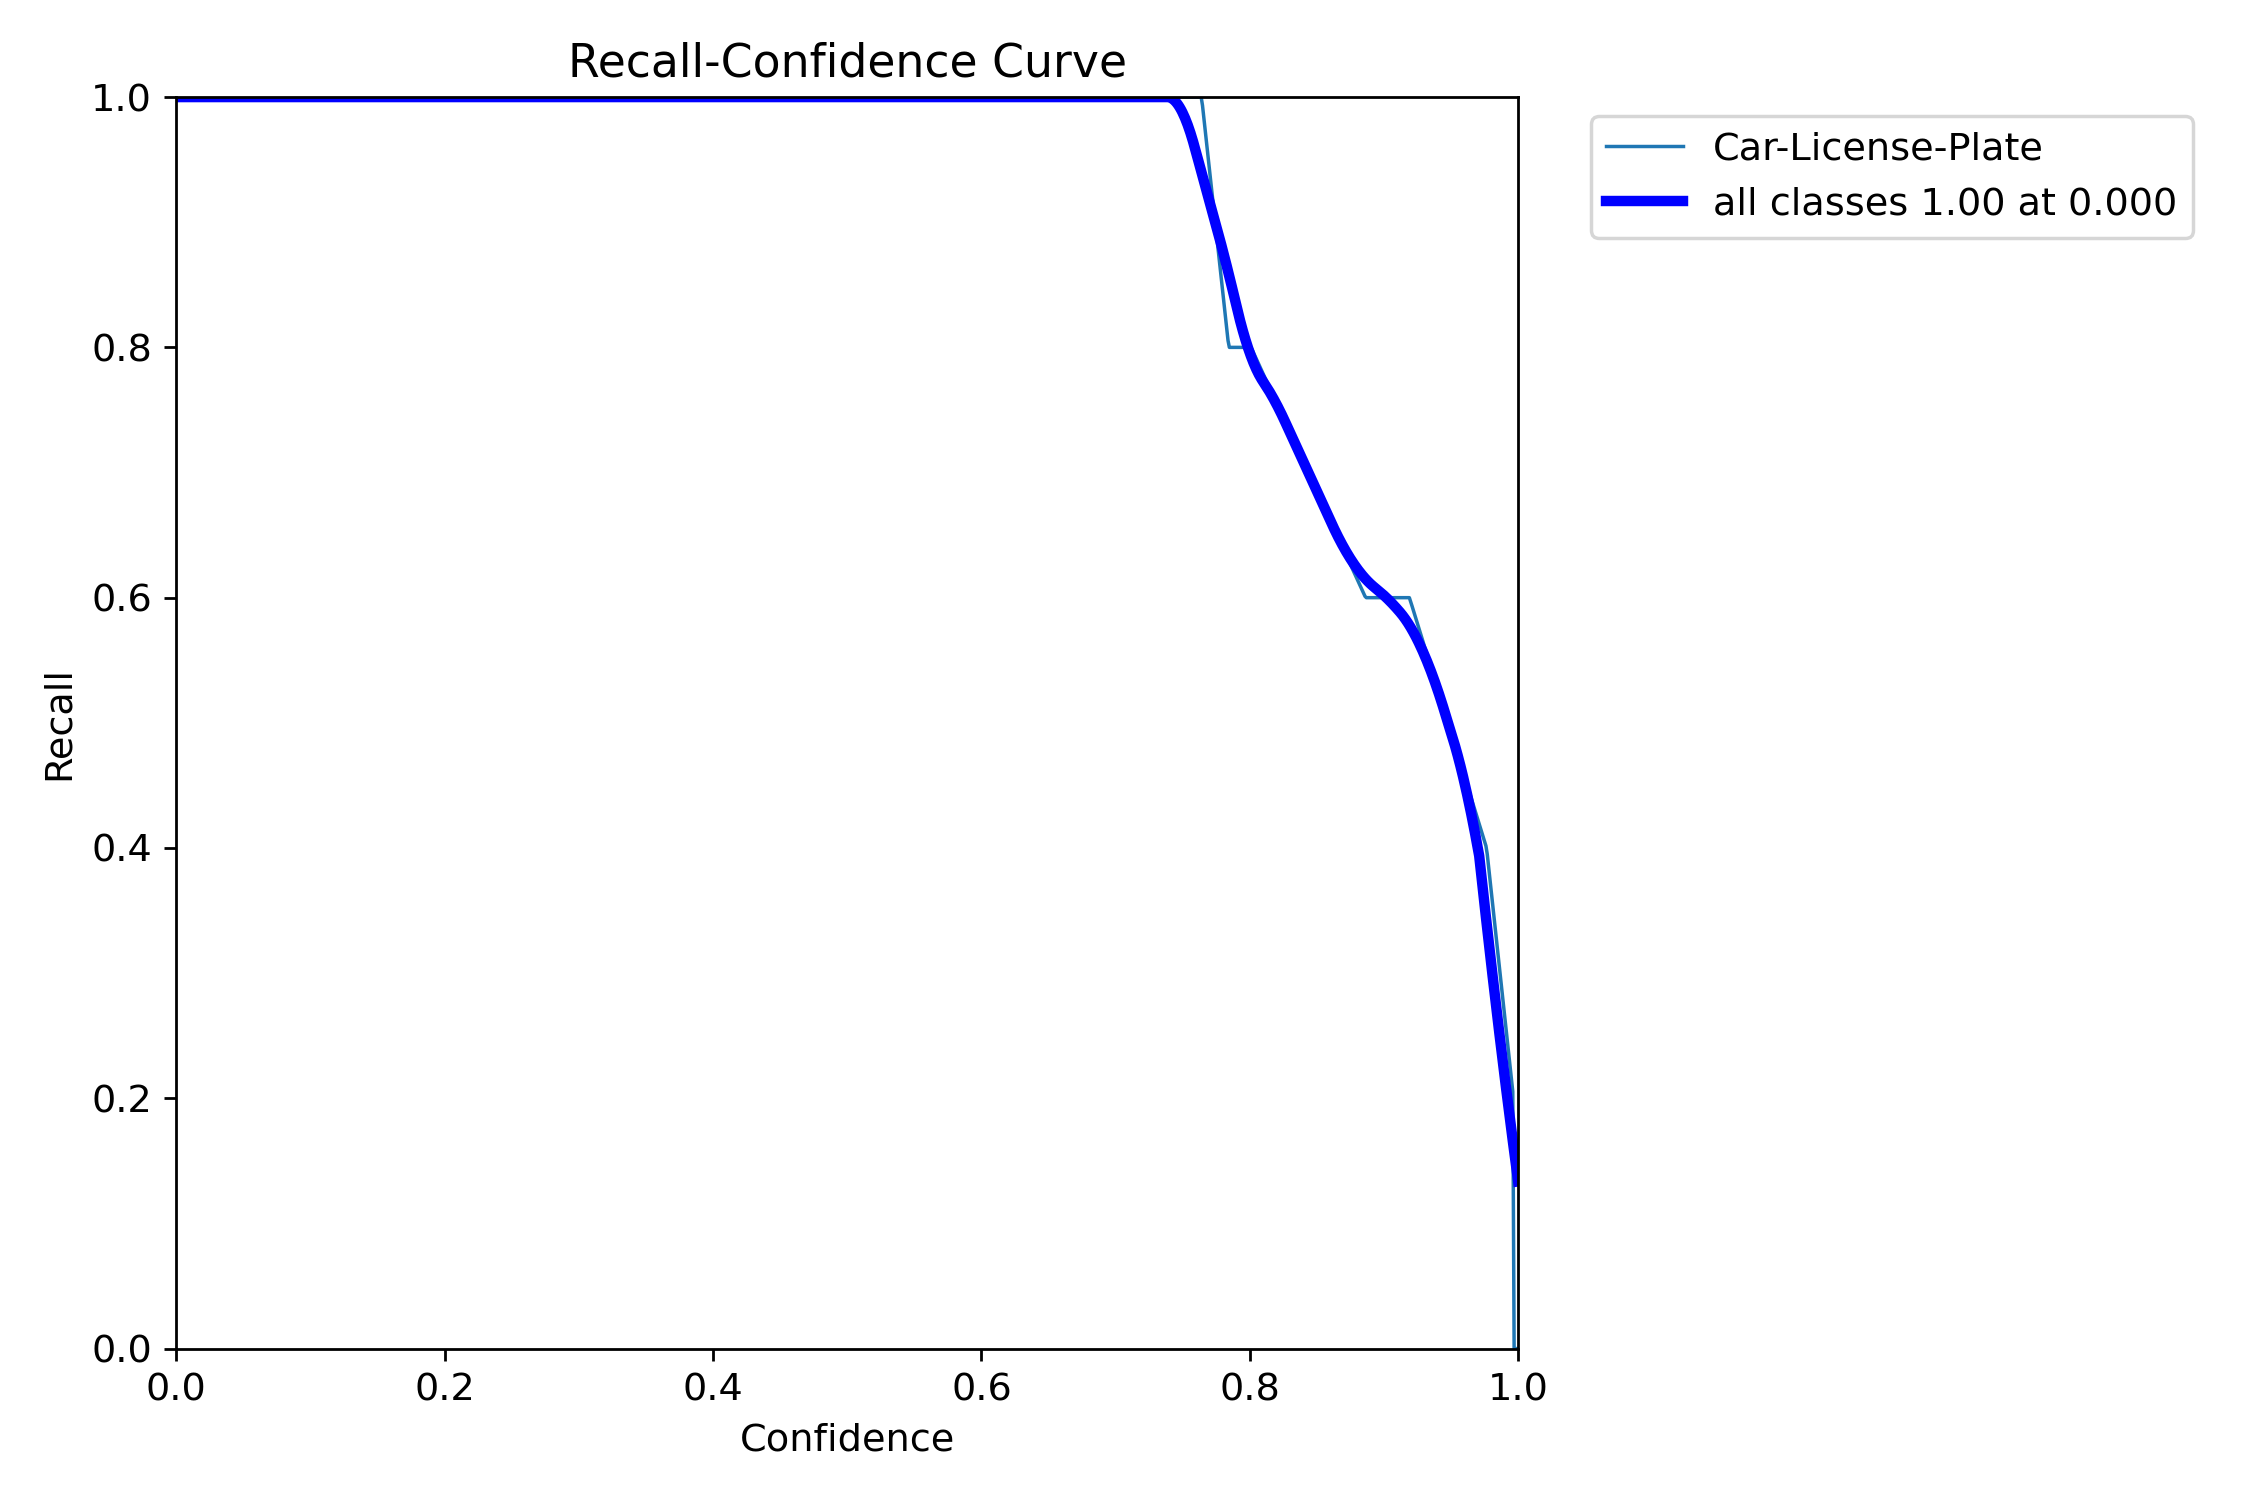 Recall-Confidence Curve
1.0
0.8
0.6
0.4
0.2
0.0
Recall
0.0 0.2 0.4 0.6 0.8 1.0
Confidence
Car-License-Plate
all classes 1.00 at 0.000